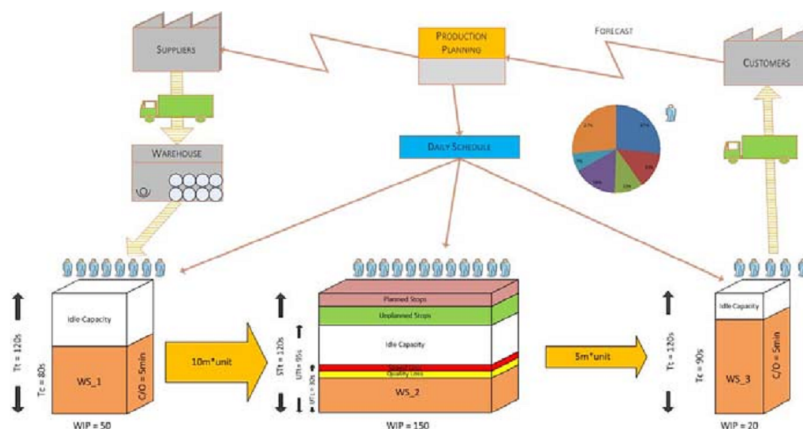 SUPPLIERS
PRODUCTION
PLANNING
FORECAST
CUSTOMERS
WAREHOUSE
DAILY SCHEDULE
Planned Stops
Unplanned Stops
Idle Capacity
Idle Capacity
Idle Capacity
Tt = 120s
Tc = 80s
WS_1
C/O = 5min
10m*unit
STt = 120s
Quality Loss
WS_2
5m*unit
Tt = 120s
Tc = 90s
WS_3
C/O = 5min
WIP = 50
WIP = 150
WIP = 20